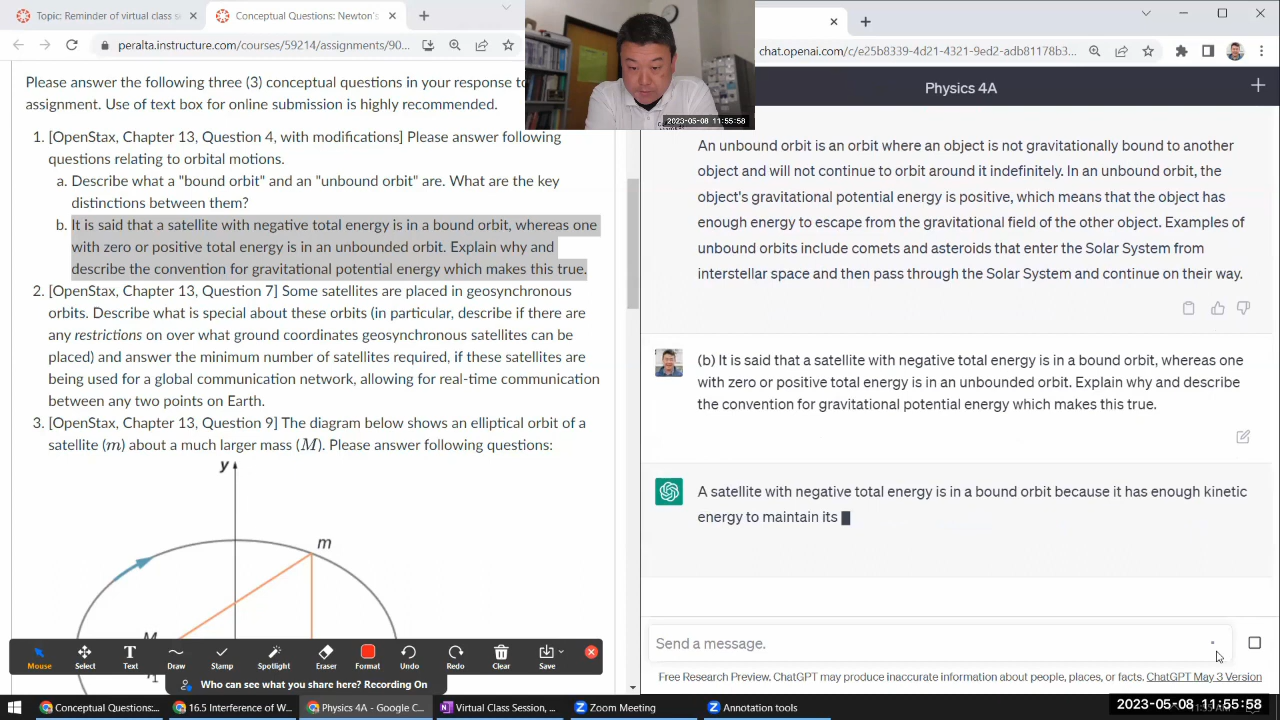 Topic: Reminder of virtual class s
Conceptual Questions: Newton's
peralta.instructure.com/courses/59214/assignments/90...
Please answer the following three (3) conceptual questions in your response to
assignment. Use of text box for online submission is highly recommended.
1. [OpenStax, Chapter 13, Question 4, with modifications] Please answer following
questions relating to orbital motions.
a. Describe what a "bound orbit" and an "unbound orbit" are. What are the key
distinctions between them?
b. It is said that a satellite with negative total energy is in a bound orbit, whereas one
with zero or positive total energy is in an unbounded orbit. Explain why and
describe the convention for gravitational potential energy which makes this true.
2. [OpenStax, Chapter 13, Question 7] Some satellites are placed in geosynchronous
orbits. Describe what is special about these orbits (in particular, describe if there are
any restrictions on over what ground coordinates geosynchronous satellites can be
placed) and answer the minimum number of satellites required, if these satellites are
being used for a global communication network, allowing for real-time communication
between any two points on Earth.
3. [OpenStax, Chapter 13, Question 9] The diagram below shows an elliptical orbit of a
satellite (m) about a much larger mass (M). Please answer following questions:
y
m
M
Mouse Select Text Draw Stamp Spotlight Eraser Format Undo Redo Clear Save
Who can see what you share here? Recording On
2023-05-08 11:55:58
chat.openai.com/c/e25b8339-4d21-4321-9ed2-adb81178b3...
Physics 4A
An unbound orbit is an orbit where an object is not gravitationally bound to another
object and will not continue to orbit around it indefinitely. In an unbound orbit, the
object's gravitational potential energy is positive, which means that the object has
enough energy to escape from the gravitational field of the other object. Examples of
unbound orbits include comets and asteroids that enter the Solar System from
interstellar space and then pass through the Solar System and continue on their way.
(b) It is said that a satellite with negative total energy is in a bound orbit, whereas one
with zero or positive total energy is in an unbounded orbit. Explain why and describe
the convention for gravitational potential energy which makes this true.
A satellite with negative total energy is in a bound orbit because it has enough kinetic
energy to maintain its
Send a message.
Free Research Preview. ChatGPT may produce inaccurate information about people, places, or facts. ChatGPT May 3 Version
Conceptual Questions:...
16.5 Interference of W...
Physics 4A - Google C...
Virtual Class Session, ...
Zoom Meeting
Annotation tools
2023-05-08 11:55:58